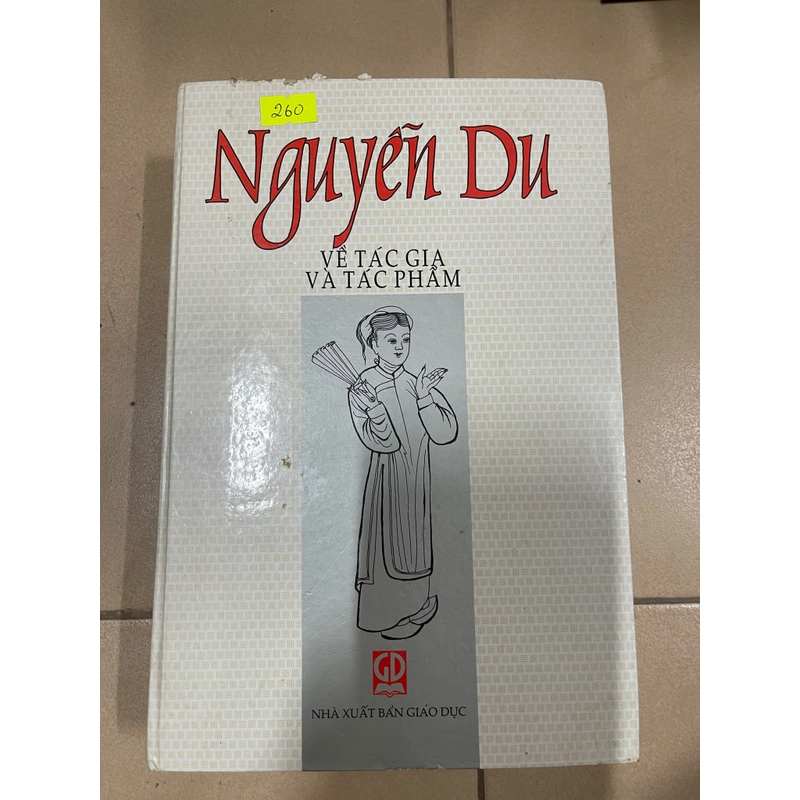 260
Nguyễn Du
VỀ TÁC GIA
VÀ TÁC PHẨM
GD
NHÀ XUẤT BẢN GIÁO DỤC